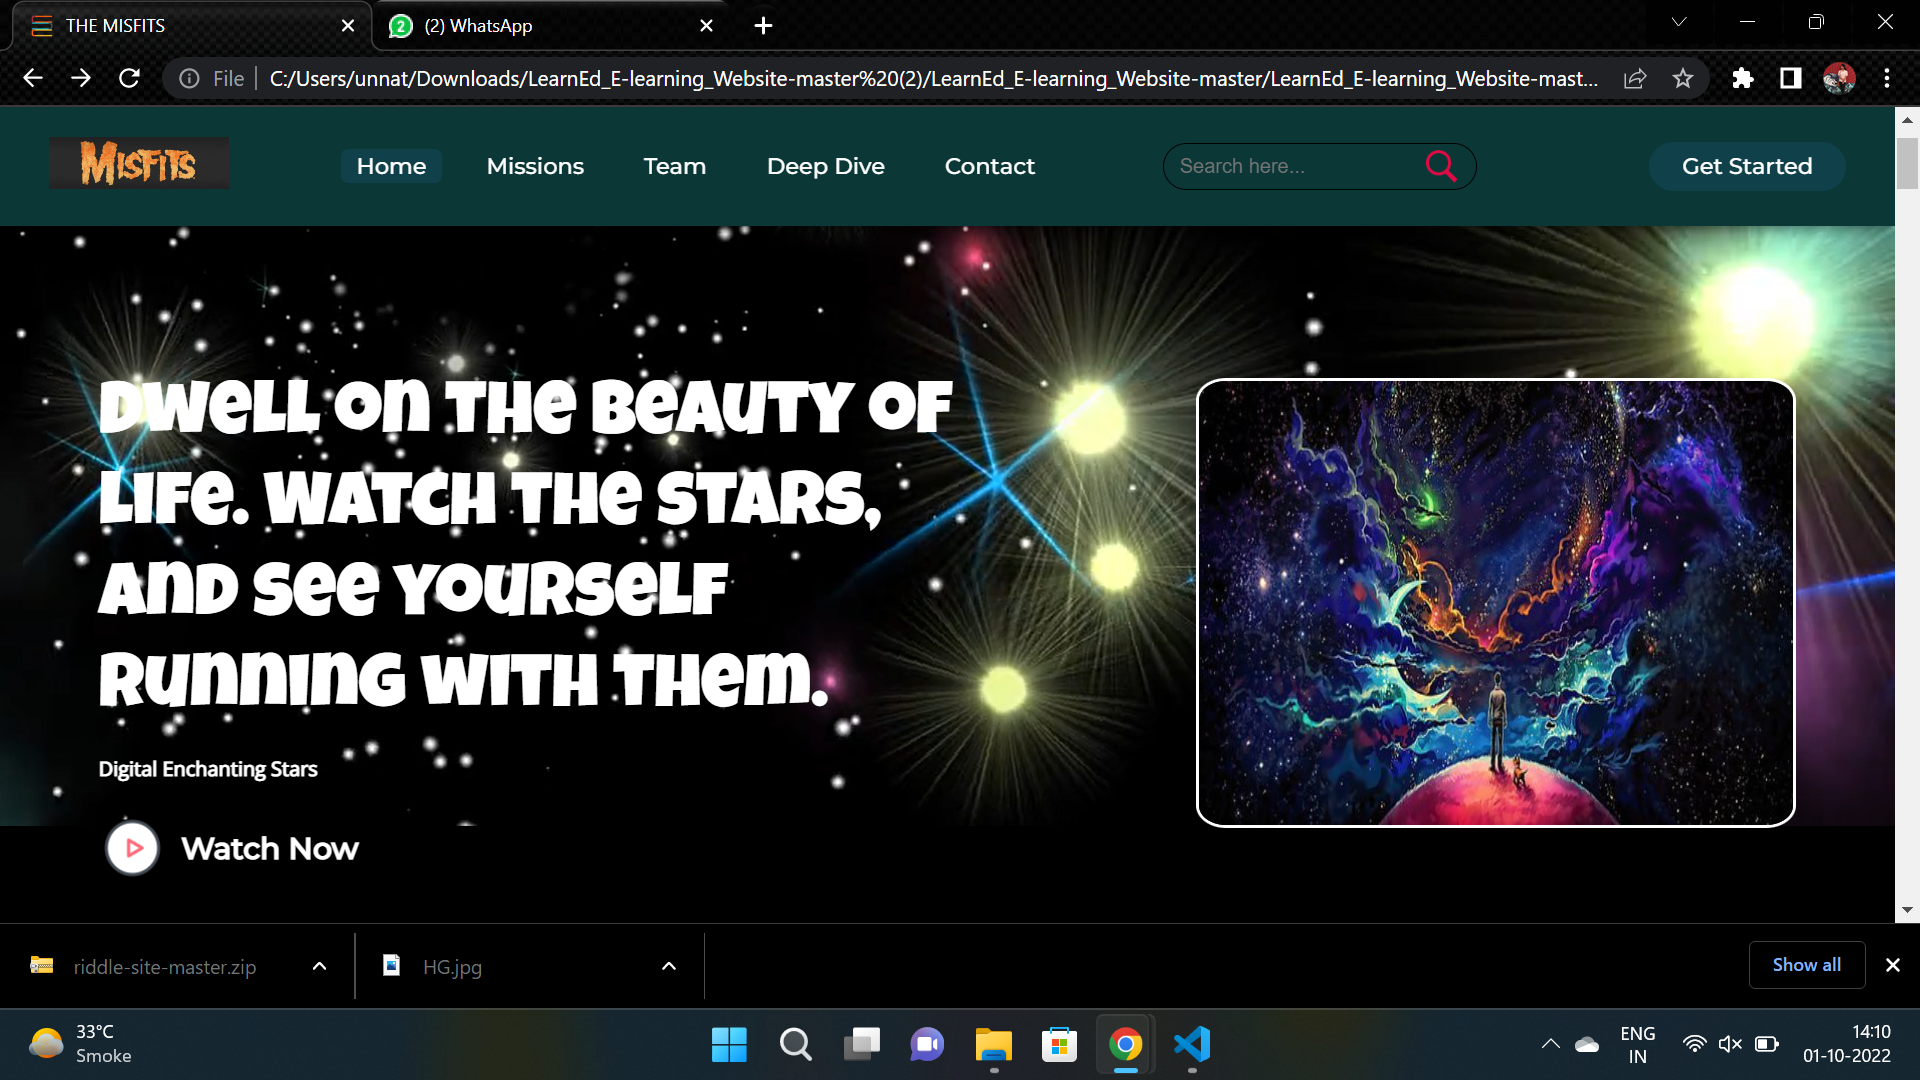 THE MISFITS
(2) WhatsApp
File
C:/Users/unnat/Downloads/LearnEd_E-learning_Website-master%20(2)/LearnEd_E-learning_Website-master/LearnEd_E-learning_Website-mast...
MISFITS
Home
Missions
Team
Deep Dive
Contact
Search here...
Get Started
DWELL ON THE BEAUTY OF
LIFE. WATCH THE STARS,
AND SEE YOURSELF
RUNNING WITH THEM.
Digital Enchanting Stars
Watch Now
riddle-site-master.zip
HG.jpg
Show all
33°C
Smoke
ENG
IN
14:10
01-10-2022